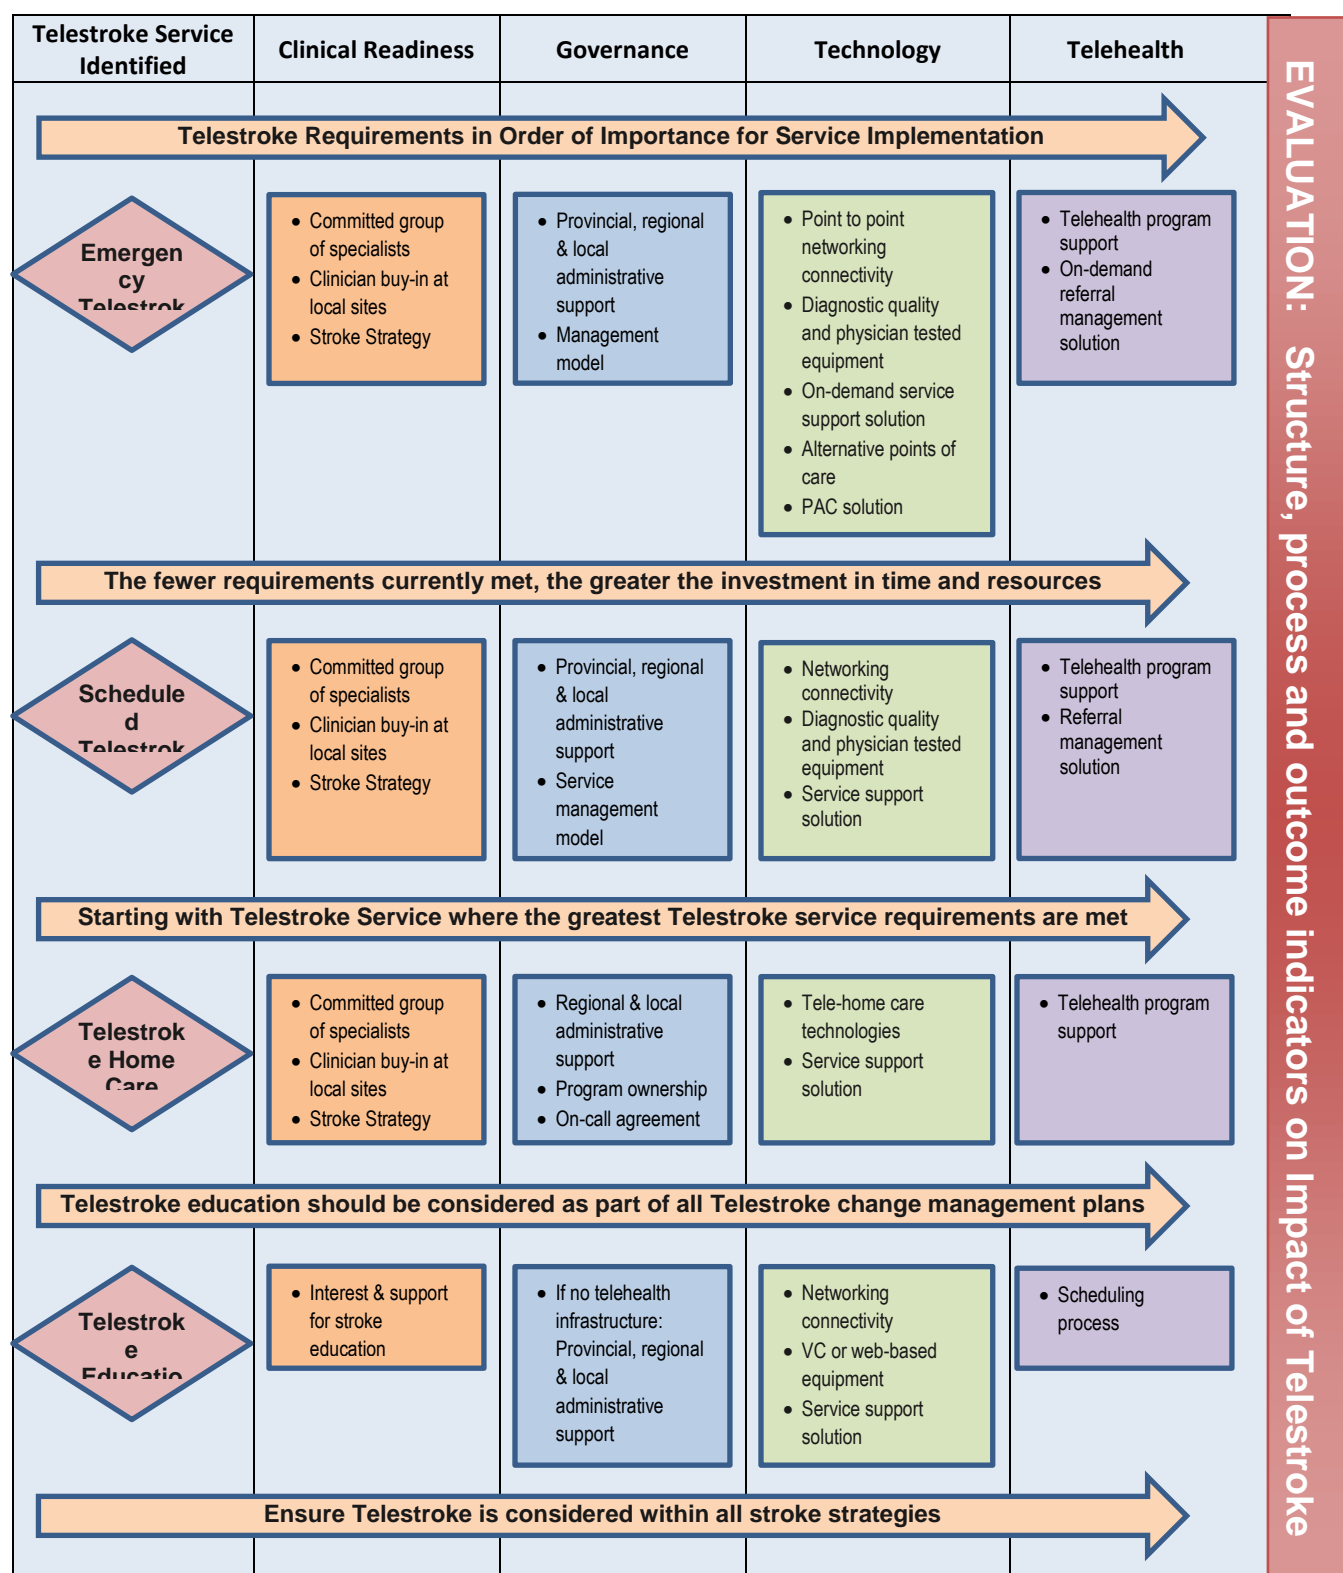 Telestroke Service
Identified
Clinical Readiness
Governance
Technology
Telehealth
Telestroke Requirements in Order of Importance for Service Implementation
Emergen
cy
Telestrok
• Committed group
of specialists
• Clinician buy-in at
local sites
• Stroke Strategy
• Provincial, regional
& local
administrative
support
• Management
model
• Point to point
networking
connectivity
• Diagnostic quality
and physician tested
equipment
• On-demand service
support solution
• Alternative points of
care
• PAC solution
• Telehealth program
support
• On-demand
referral
management
solution
The fewer requirements currently met, the greater the investment in time and resources
Schedule
d
Telestrok
• Committed group
of specialists
• Clinician buy-in at
local sites
• Stroke Strategy
• Provincial, regional
& local
administrative
support
• Service
management
model
• Networking
connectivity
• Diagnostic quality
and physician tested
equipment
• Service support
solution
• Telehealth program
support
• Referral
management
solution
Starting with Telestroke Service where the greatest Telestroke service requirements are met
Telestrok
e Home
Care
• Committed group
of specialists
• Clinician buy-in at
local sites
• Stroke Strategy
• Regional & local
administrative
support
• Program ownership
• On-call agreement
• Tele-home care
technologies
• Service support
solution
• Telehealth program
support
Telestroke education should be considered as part of all Telestroke change management plans
Telestrok
e
Educatio
• Interest & support
for stroke
education
• If no telehealth
infrastructure:
Provincial, regional
& local
administrative
support
• Networking
connectivity
• VC or web-based
equipment
• Service support
solution
• Scheduling
process
Ensure Telestroke is considered within all stroke strategies
EVALUATION: Structure, process and outcome indicators on Impact of Telestroke